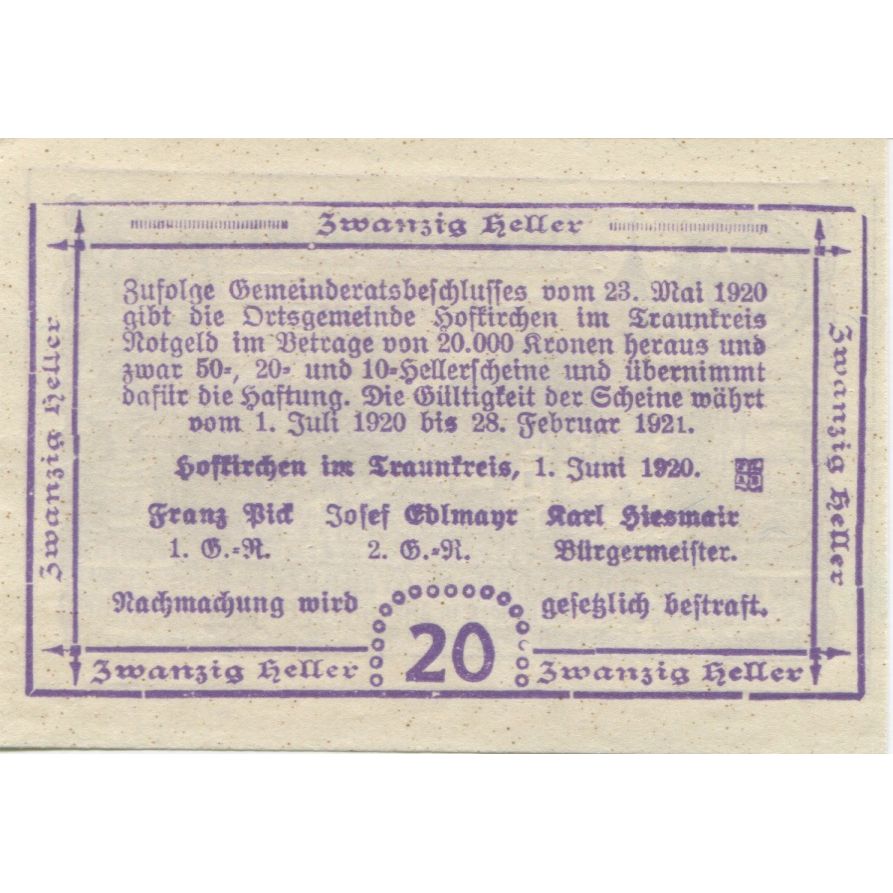 Zwanzig Heller
Zwanzig Heller
Zwanzig Heller
Zufolge Gemeinderatsbeschlusses vom 23. Mai 1920
gibt die Ortsgemeinde Hofkirchen im Traunkreis
Notgeld im Betrage von 20.000 Kronen heraus und
zwar 50=, 20= und 10=Hellerscheine und übernimmt
dafür die Haftung. Die Gültigkeit der Scheine währt
vom 1. Juli 1920 bis 28. Februar 1921.
Hofkirchen im Traunkreis, 1. Juni 1920.
Franz Pick Josef Edlmayr Karl Hiesmair
1. G.=R. 2. G.=R. Bürgermeister.
Nachmachung wird gesetzlich bestraft.
20
Zwanzig Heller Zwanzig Heller